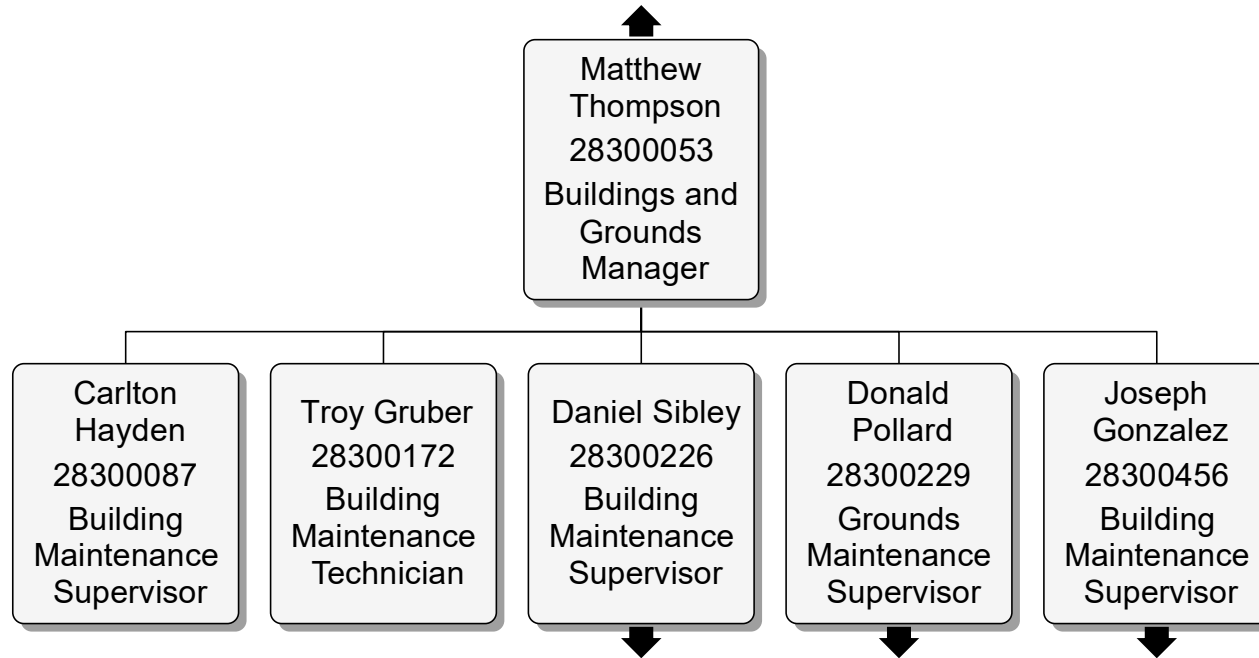 Matthew
Thompson
28300053
Buildings and
Grounds
Manager
Carlton
Hayden
28300087
Building
Maintenance
Supervisor
Troy Gruber
28300172
Building
Maintenance
Technician
Daniel Sibley
28300226
Building
Maintenance
Supervisor
Donald
Pollard
28300229
Grounds
Maintenance
Supervisor
Joseph
Gonzalez
28300456
Building
Maintenance
Supervisor